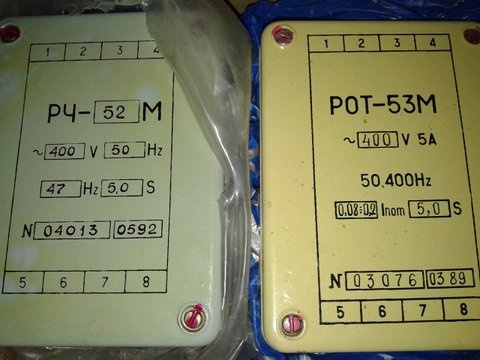 1 2 3 4
РЧ-52М
~400 V 50 Hz
47 Hz 5,0 S
N 04013 0592
5 6 7 8
1 2 3 4
РОТ-53М
~400 V 5A
50,400Hz
0,08÷0,2 Inom 5,0 S
N 03076 0389
5 6 7 8